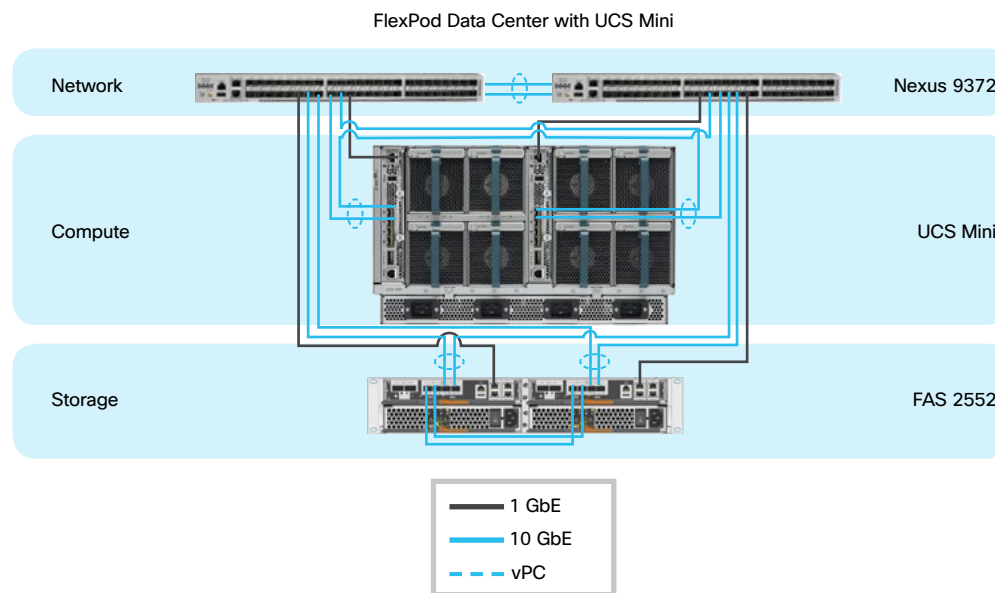 FlexPod Data Center with UCS Mini
Network
Nexus 9372
Compute
UCS Mini
Storage
FAS 2552
1 GbE
10 GbE
vPC